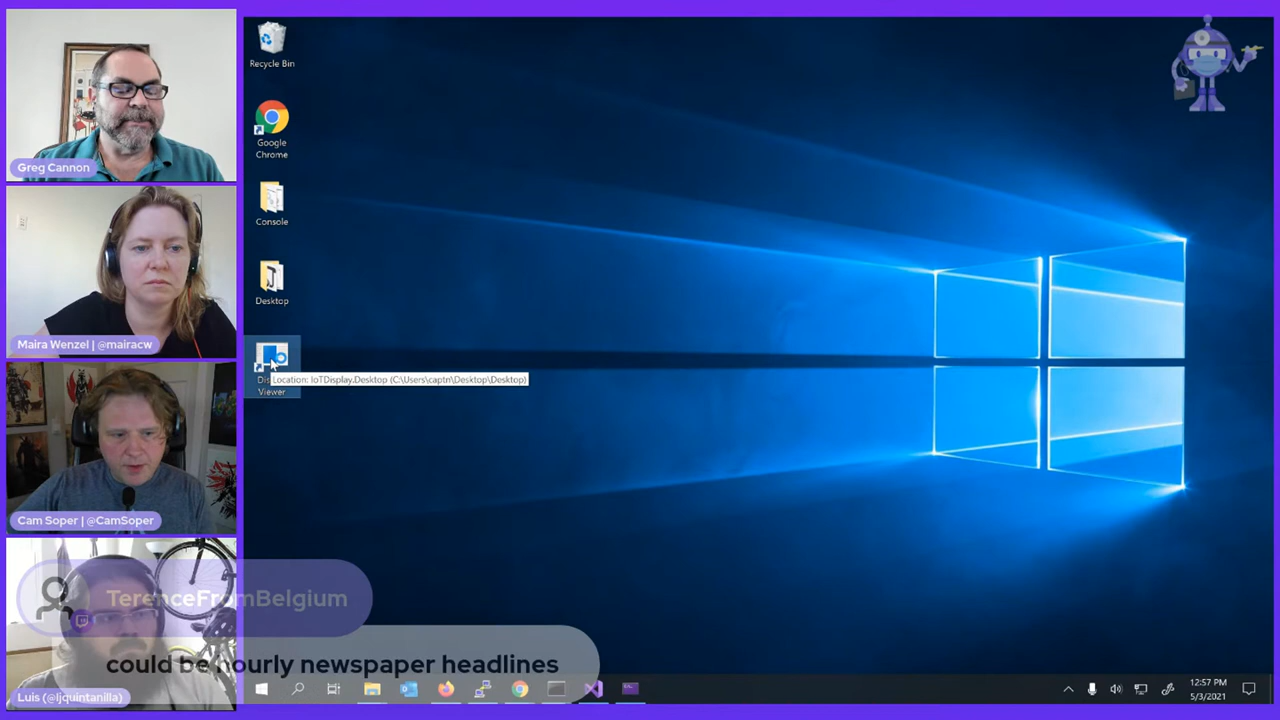 Greg Cannon
Maira Wenzel | @mairacw
Cam Soper | @CamSoper
Luis (@ljquintanilla)
Recycle Bin
Google
Chrome
Console
Desktop
Location: IoTDisplay.Desktop (C:\Users\captn\Desktop\Desktop)
Viewer
TerenceFromBelgium
could be hourly newspaper headlines
12:57 PM
5/3/2021